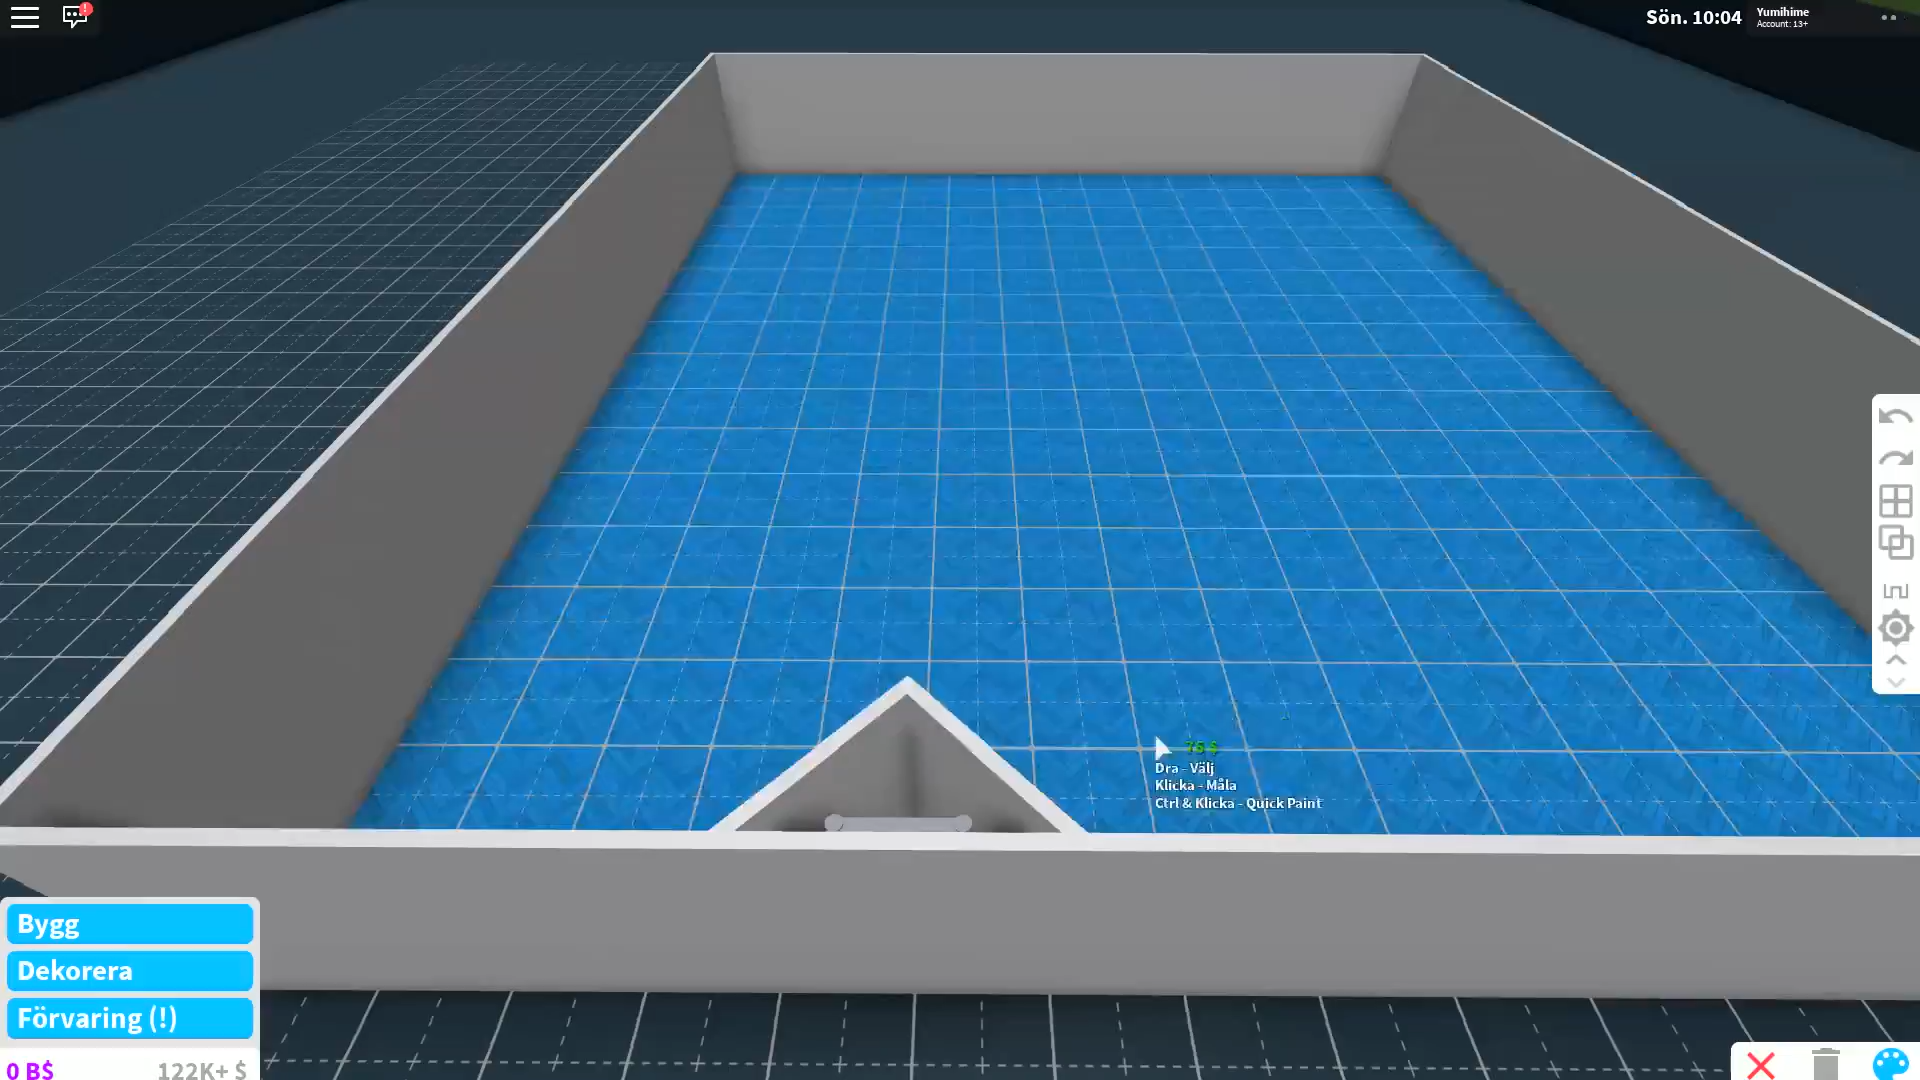 Sön. 10:04
Yumihime
Account: 13+
75 $
Dra - Välj
Klicka - Måla
Ctrl & Klicka - Quick Paint
Bygg
Dekorera
Förvaring (!)
0 B$
122K+ $